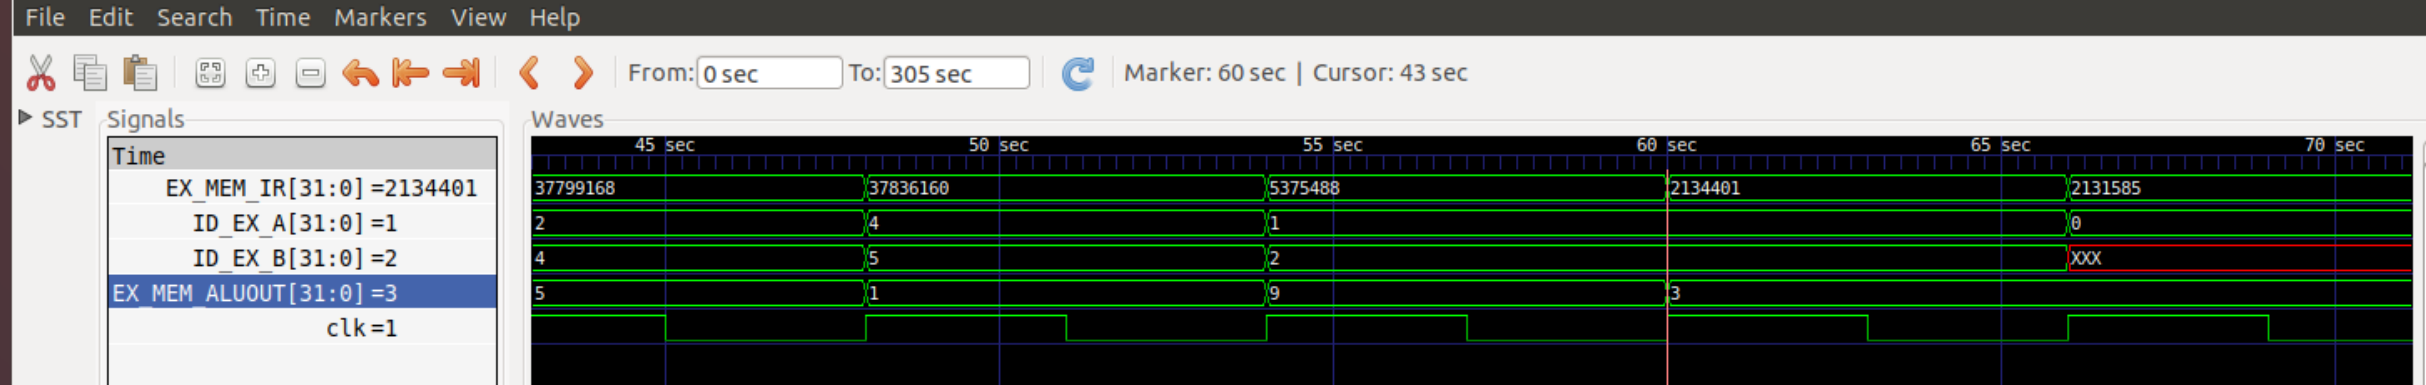 File Edit Search Time Markers View Help
From: 0 sec To: 305 sec Marker: 60 sec | Cursor: 43 sec
SST Signals Waves
Time 45 sec 50 sec 55 sec 60 sec 65 sec 70 sec
EX_MEM_IR[31:0] =2134401 37799168 37836160 5375488 2134401 2131585
ID_EX_A[31:0] =1 2 4 1 0
ID_EX_B[31:0] =2 4 5 2 XXX
EX_MEM_ALUOUT[31:0] =3 5 1 9 3
clk =1